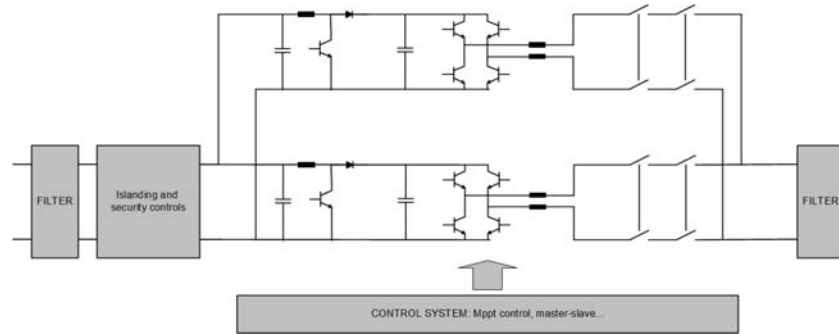 FILTER
Islanding and
security controls
FILTER
CONTROL SYSTEM: Mppt control, master-slave...